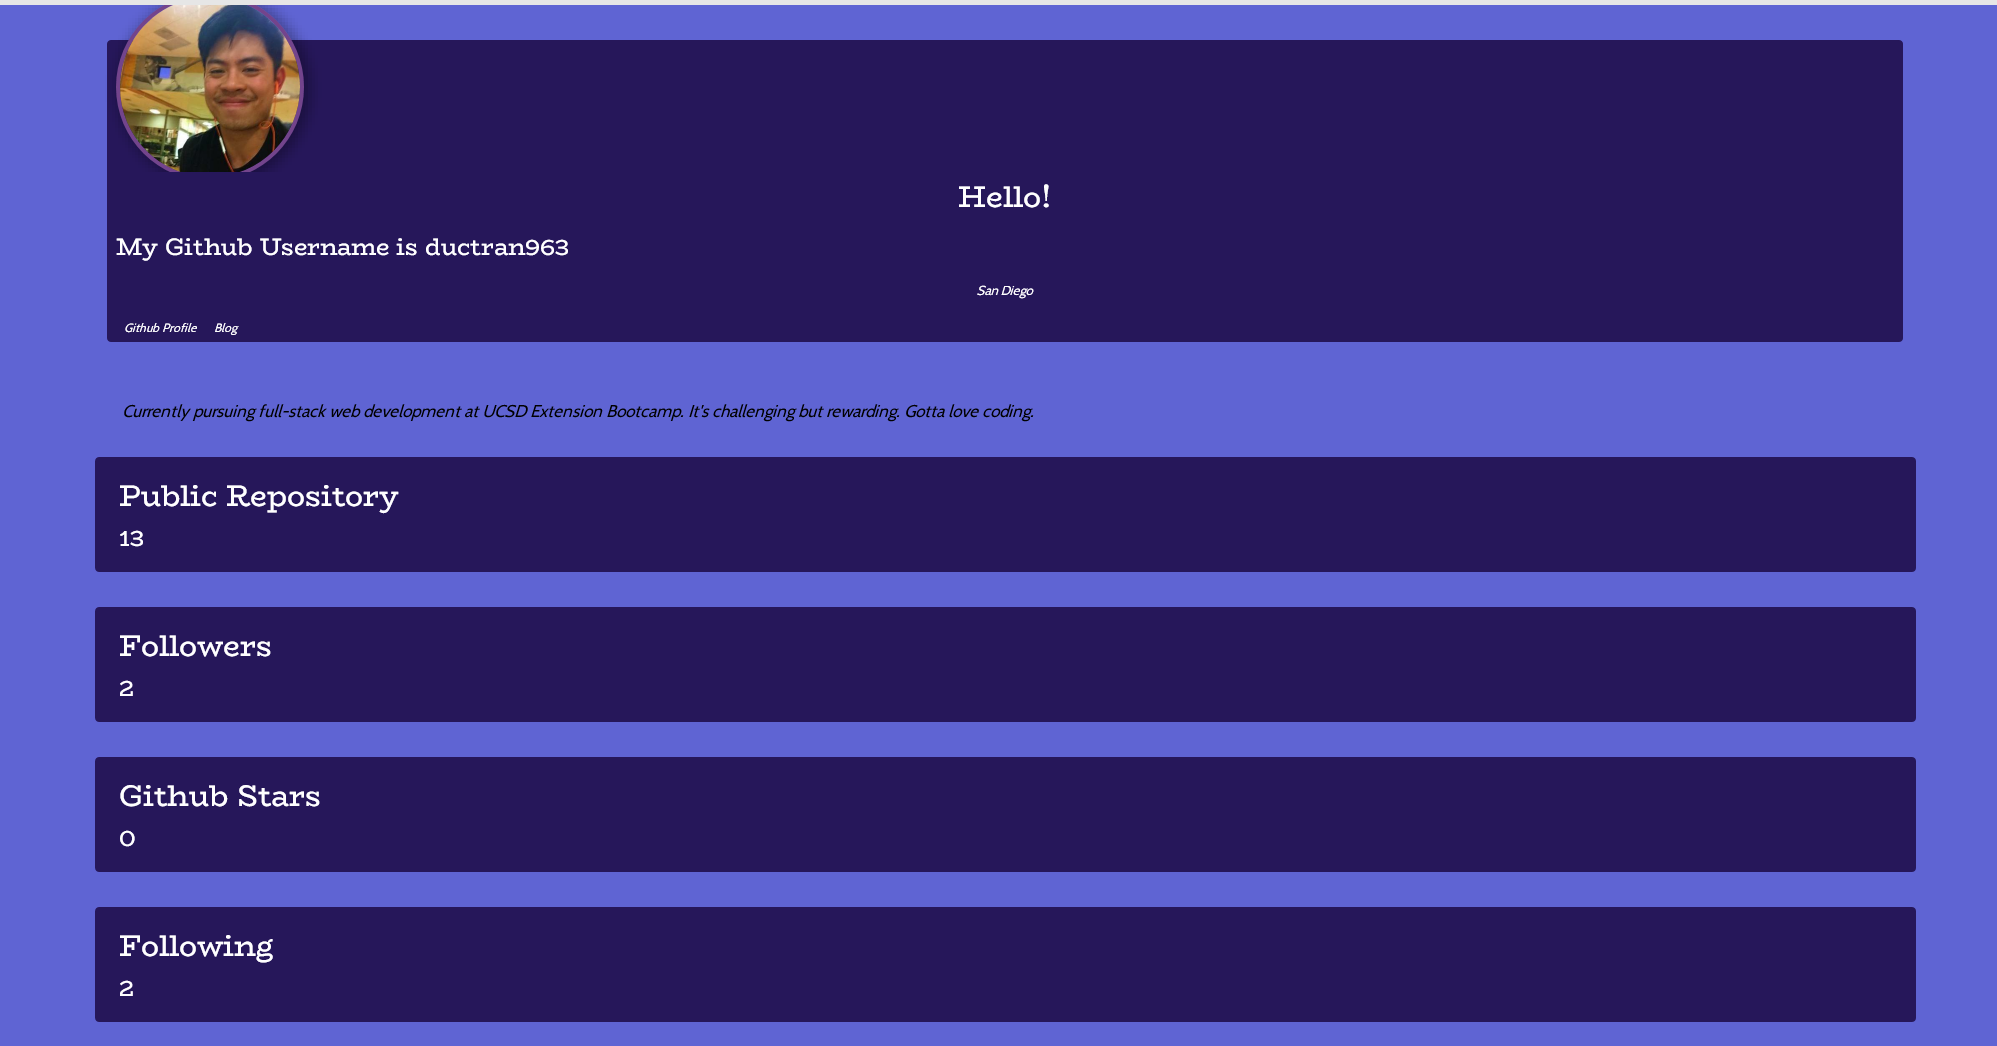 Hello!
My Github Username is ductran963
San Diego
Github Profile Blog
Currently pursuing full-stack web development at UCSD Extension Bootcamp. It's challenging but rewarding. Gotta love coding.
Public Repository
13
Followers
2
Github Stars
0
Following
2